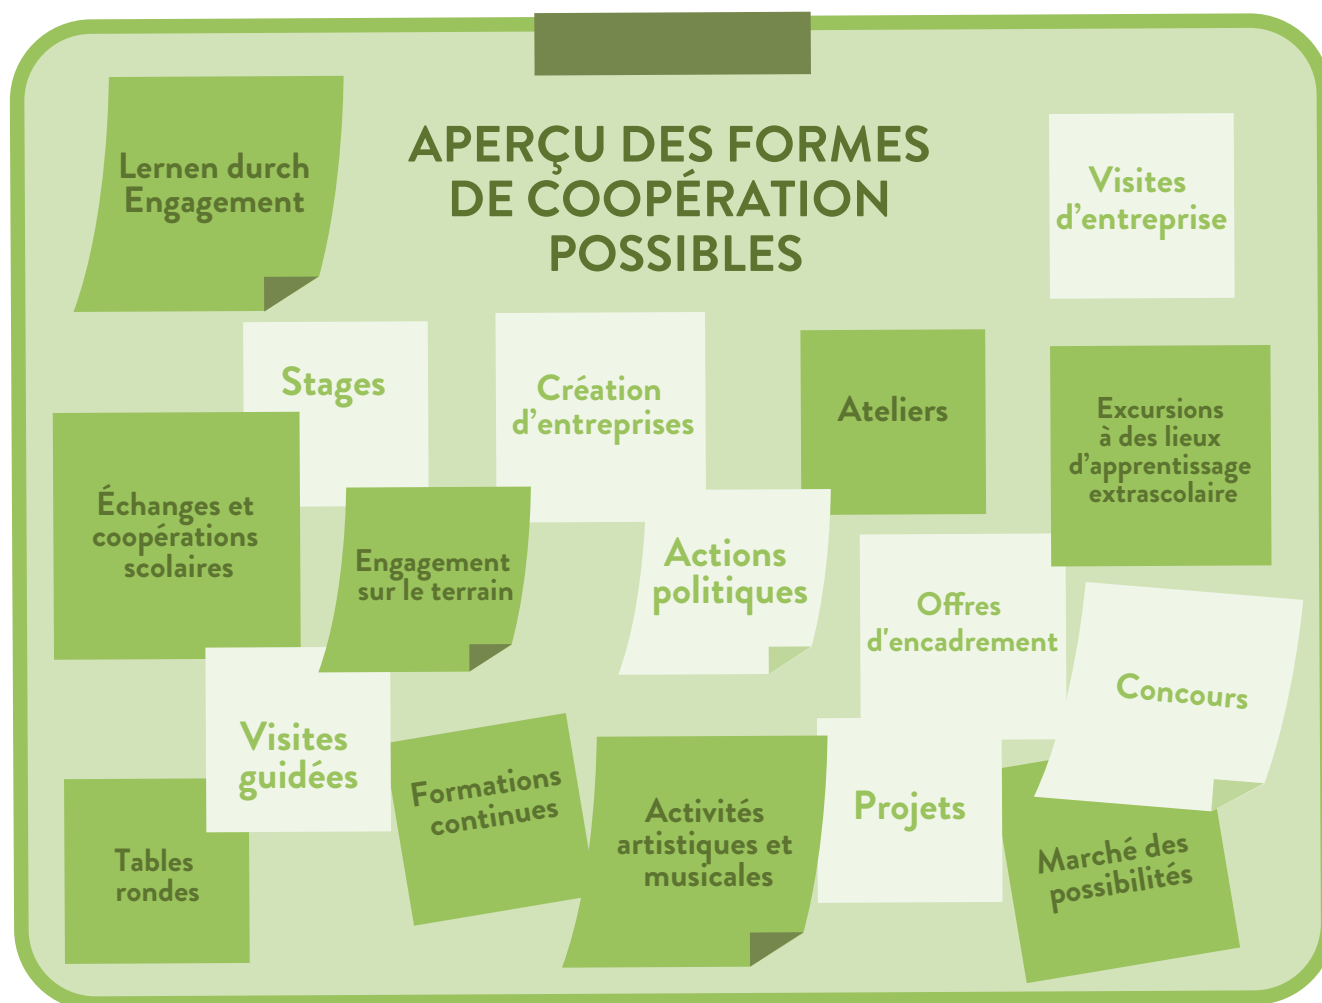 APERÇU DES FORMES
DE COOPÉRATION
POSSIBLES
Lernen durch
Engagement
Visites
d’entreprise
Stages
Création
d’entreprises
Ateliers
Excursions
à des lieux
d’apprentissage
extrascolaire
Échanges et
coopérations
scolaires
Engagement
sur le terrain
Actions
politiques
Offres
d'encadrement
Concours
Visites
guidées
Formations
continues
Activités
artistiques et
musicales
Projets
Marché des
possibilités
Tables
rondes